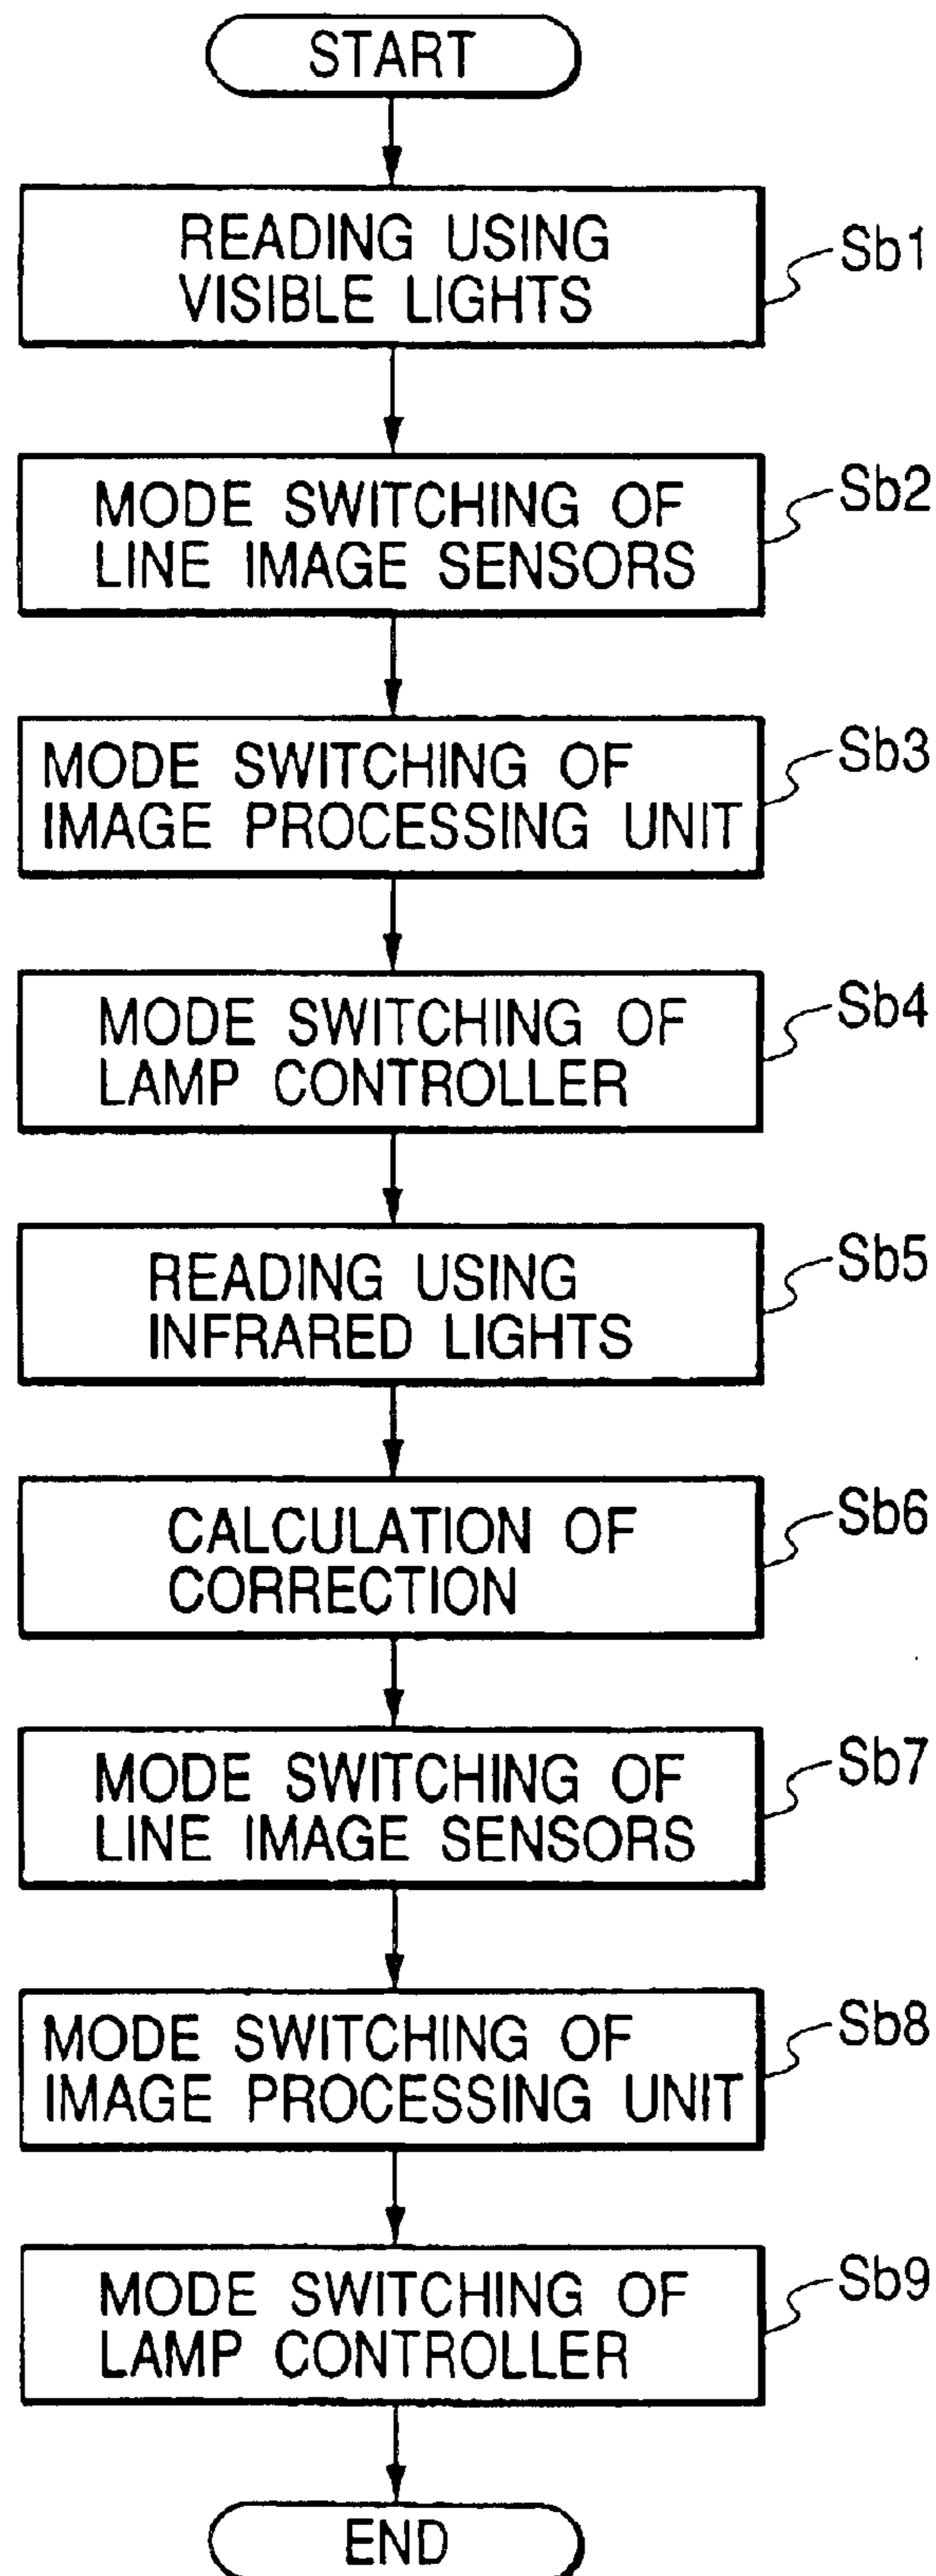 START
READING USING
VISIBLE LIGHTS
Sb1
MODE SWITCHING OF
LINE IMAGE SENSORS
Sb2
MODE SWITCHING OF
IMAGE PROCESSING UNIT
Sb3
MODE SWITCHING OF
LAMP CONTROLLER
Sb4
READING USING
INFRARED LIGHTS
Sb5
CALCULATION OF
CORRECTION
Sb6
MODE SWITCHING OF
LINE IMAGE SENSORS
Sb7
MODE SWITCHING OF
IMAGE PROCESSING UNIT
Sb8
MODE SWITCHING OF
LAMP CONTROLLER
Sb9
END